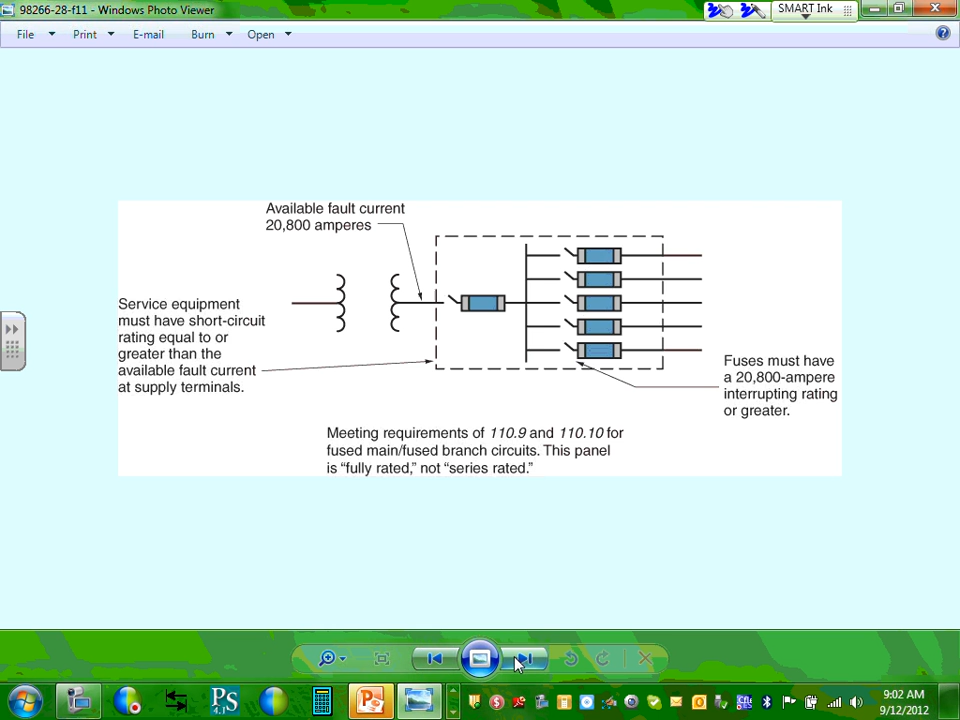 98266-28-f11 - Windows Photo Viewer
SMART Ink
File Print E-mail Burn Open
Available fault current
20,800 amperes
Service equipment
must have short-circuit
rating equal to or
greater than the
available fault current
at supply terminals.
Fuses must have
a 20,800-ampere
interrupting rating
or greater.
Meeting requirements of 110.9 and 110.10 for
fused main/fused branch circuits. This panel
is “fully rated,” not “series rated.”
Ps
4.1
9:02 AM
9/12/2012